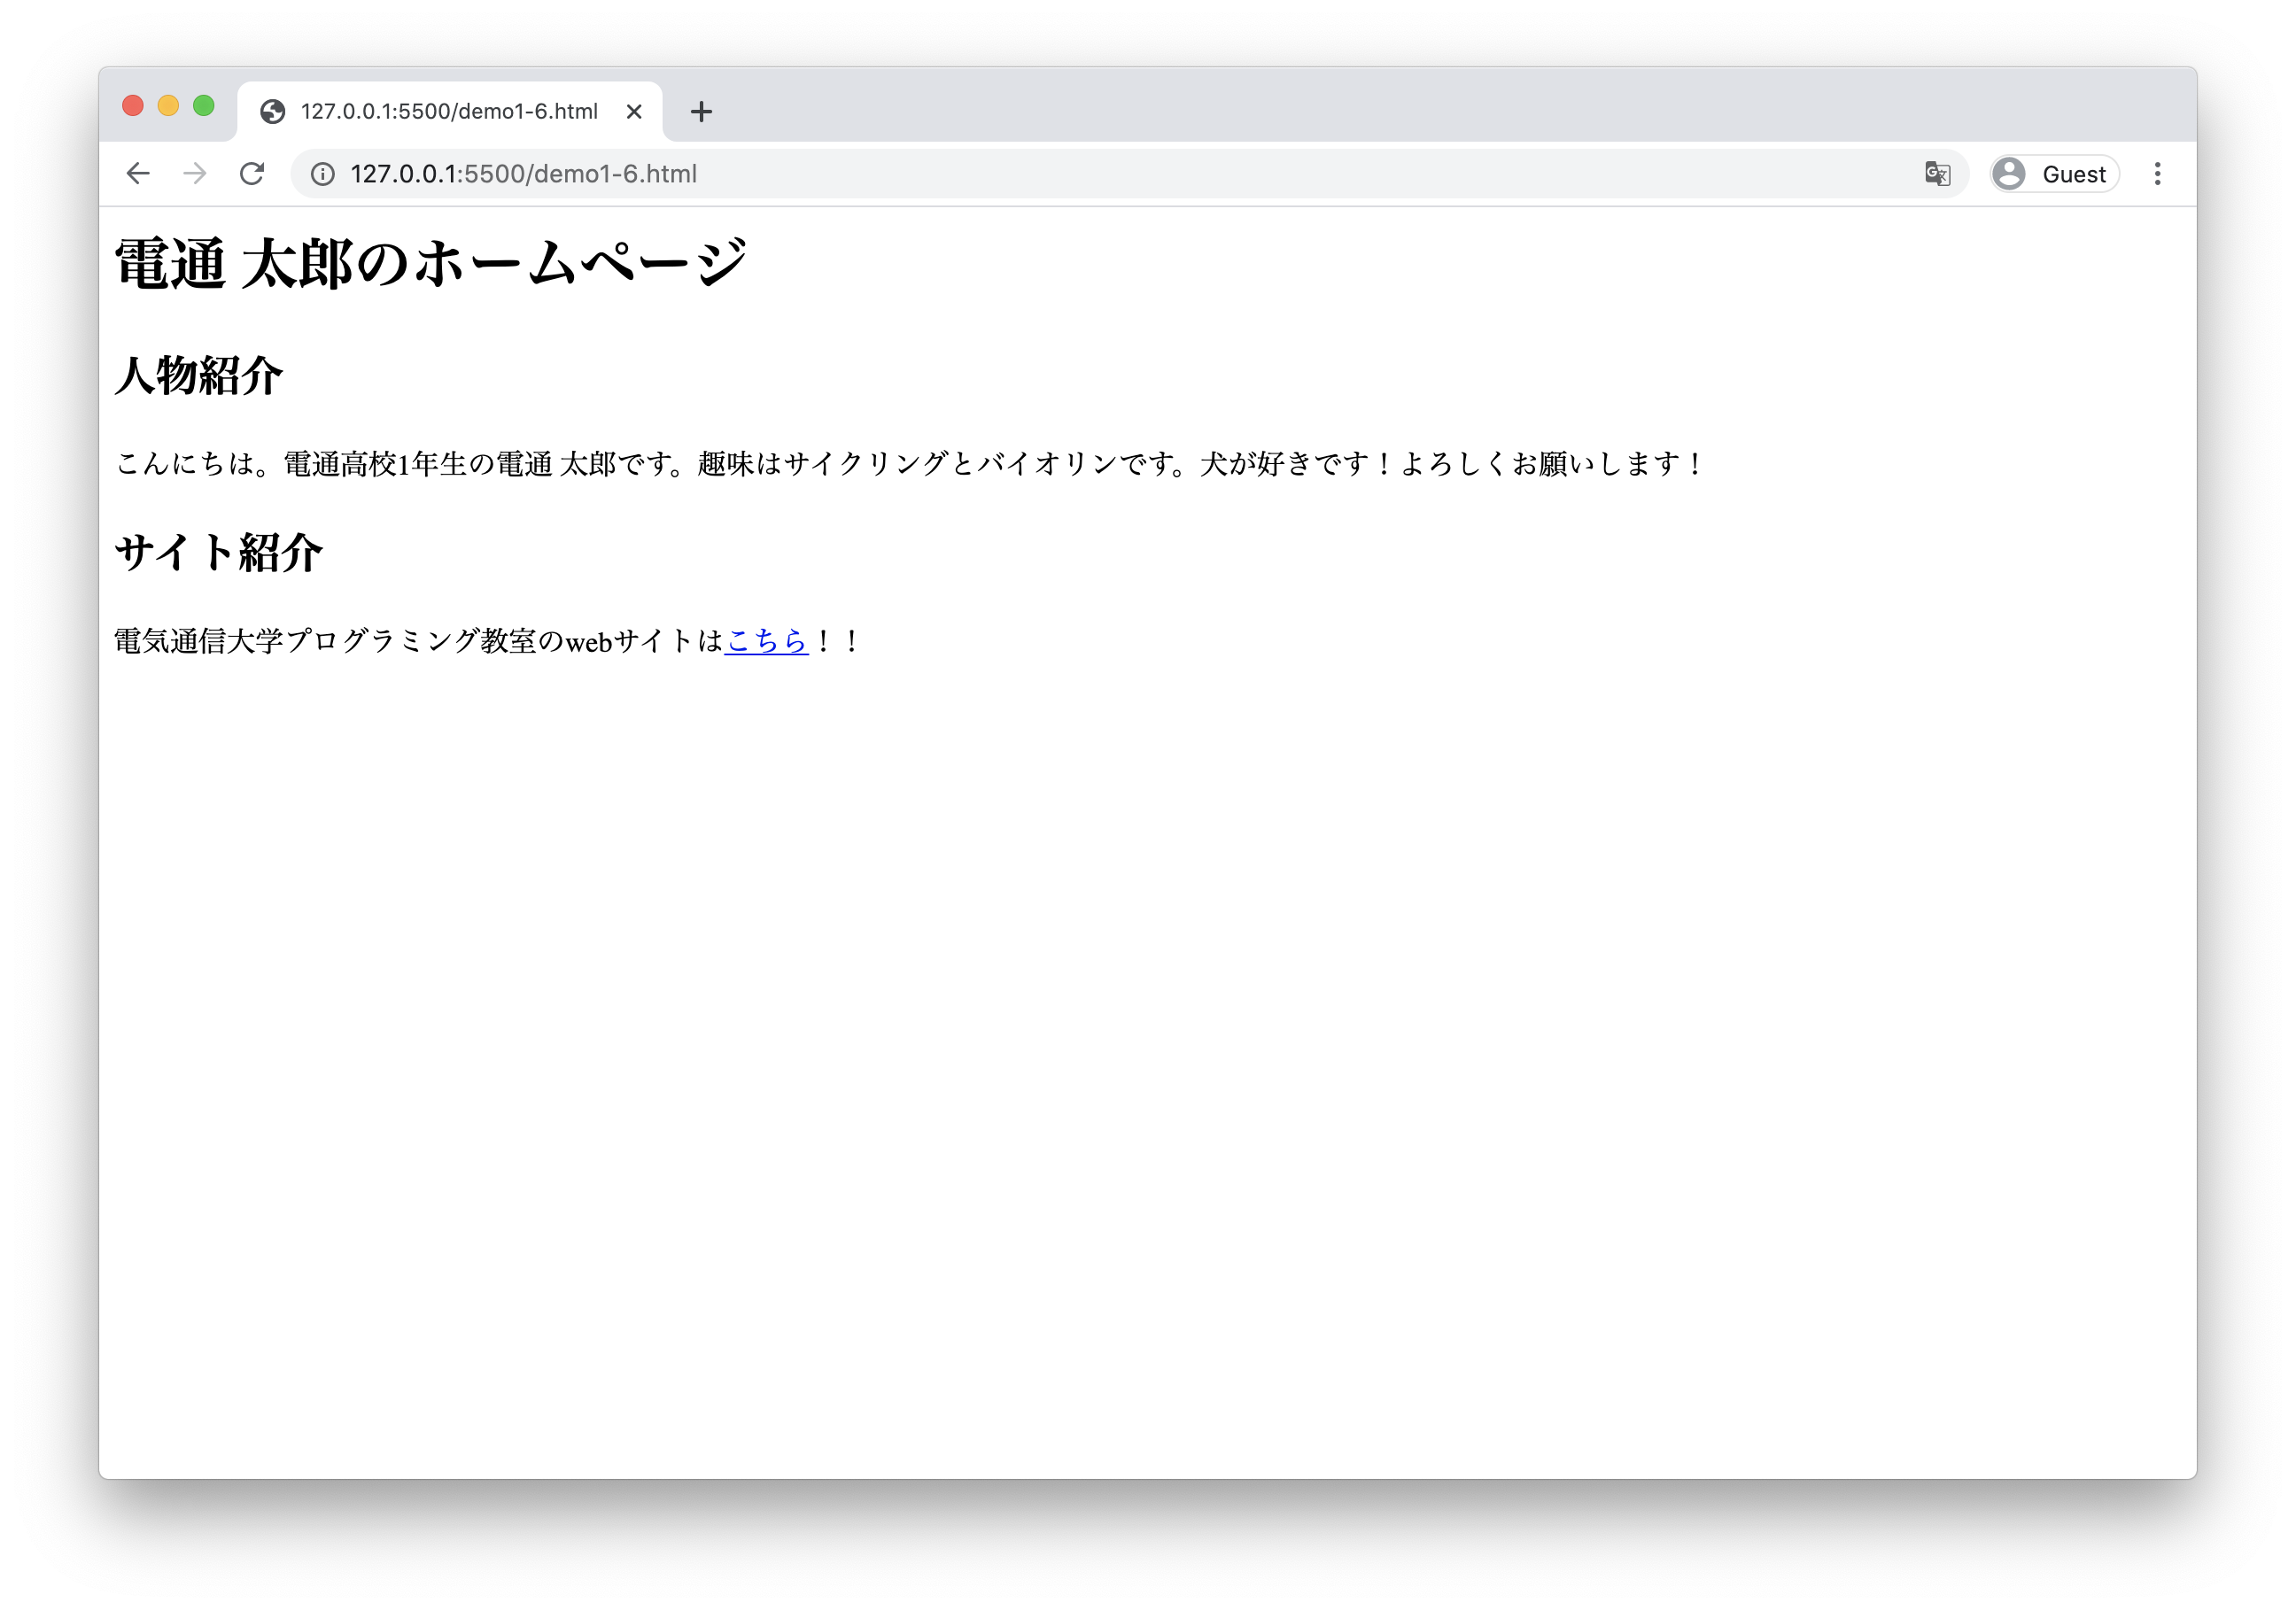 127.0.0.1:5500/demo1-6.html
127.0.0.1:5500/demo1-6.html
Guest
電通 太郎のホームページ
人物紹介
こんにちは。電通高校1年生の電通 太郎です。趣味はサイクリングとバイオリンです。犬が好きです！よろしくお願いします！
サイト紹介
電気通信大学プログラミング教室のwebサイトはこちら！！